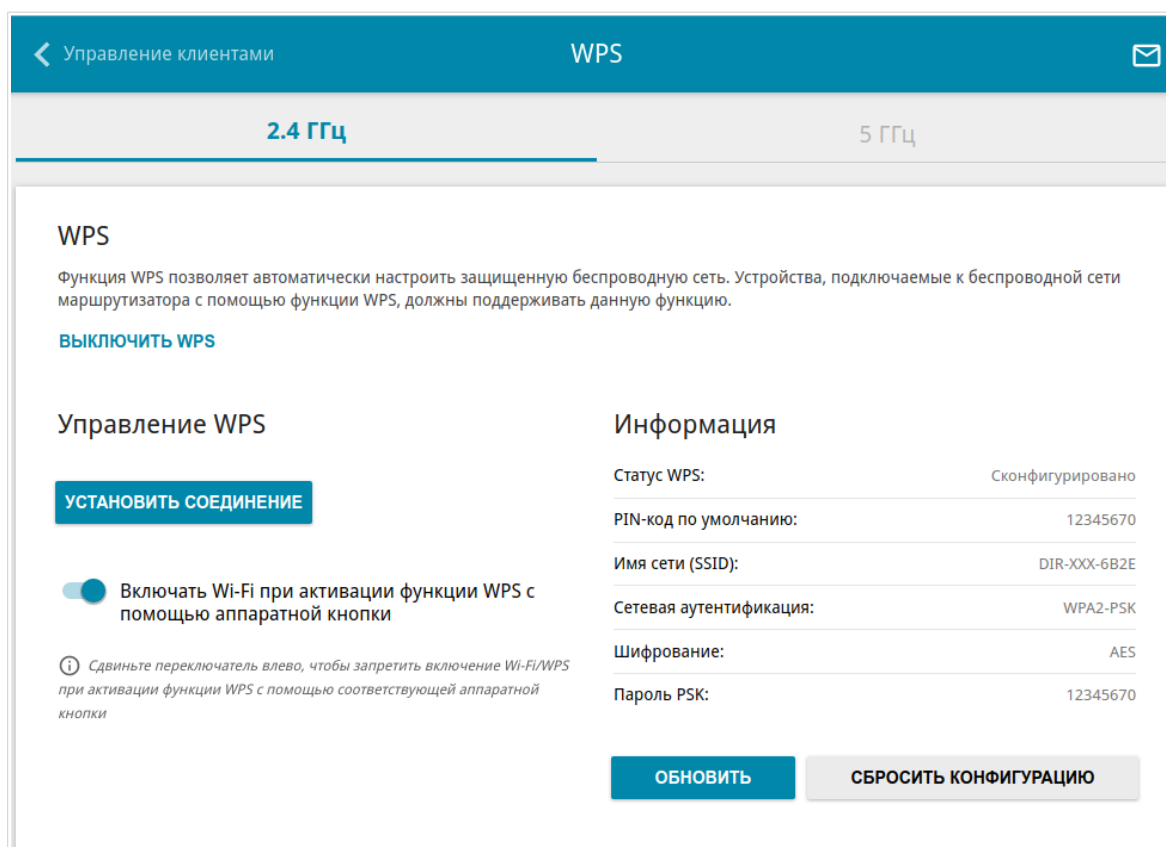 Управление клиентами
WPS
2.4 ГГц
5 ГГц
WPS
Функция WPS позволяет автоматически настроить защищенную беспроводную сеть. Устройства, подключаемые к беспроводной сети
маршрутизатора с помощью функции WPS, должны поддерживать данную функцию.
ВЫКЛЮЧИТЬ WPS
Управление WPS
УСТАНОВИТЬ СОЕДИНЕНИЕ
Включать Wi-Fi при активации функции WPS с
помощью аппаратной кнопки
Сдвиньте переключатель влево, чтобы запретить включение Wi-Fi/WPS
при активации функции WPS с помощью соответствующей аппаратной
кнопки
Информация
Статус WPS: Сконфигурировано
PIN-код по умолчанию: 12345670
Имя сети (SSID): DIR-XXX-6B2E
Сетевая аутентификация: WPA2-PSK
Шифрование: AES
Пароль PSK: 12345670
ОБНОВИТЬ
СБРОСИТЬ КОНФИГУРАЦИЮ